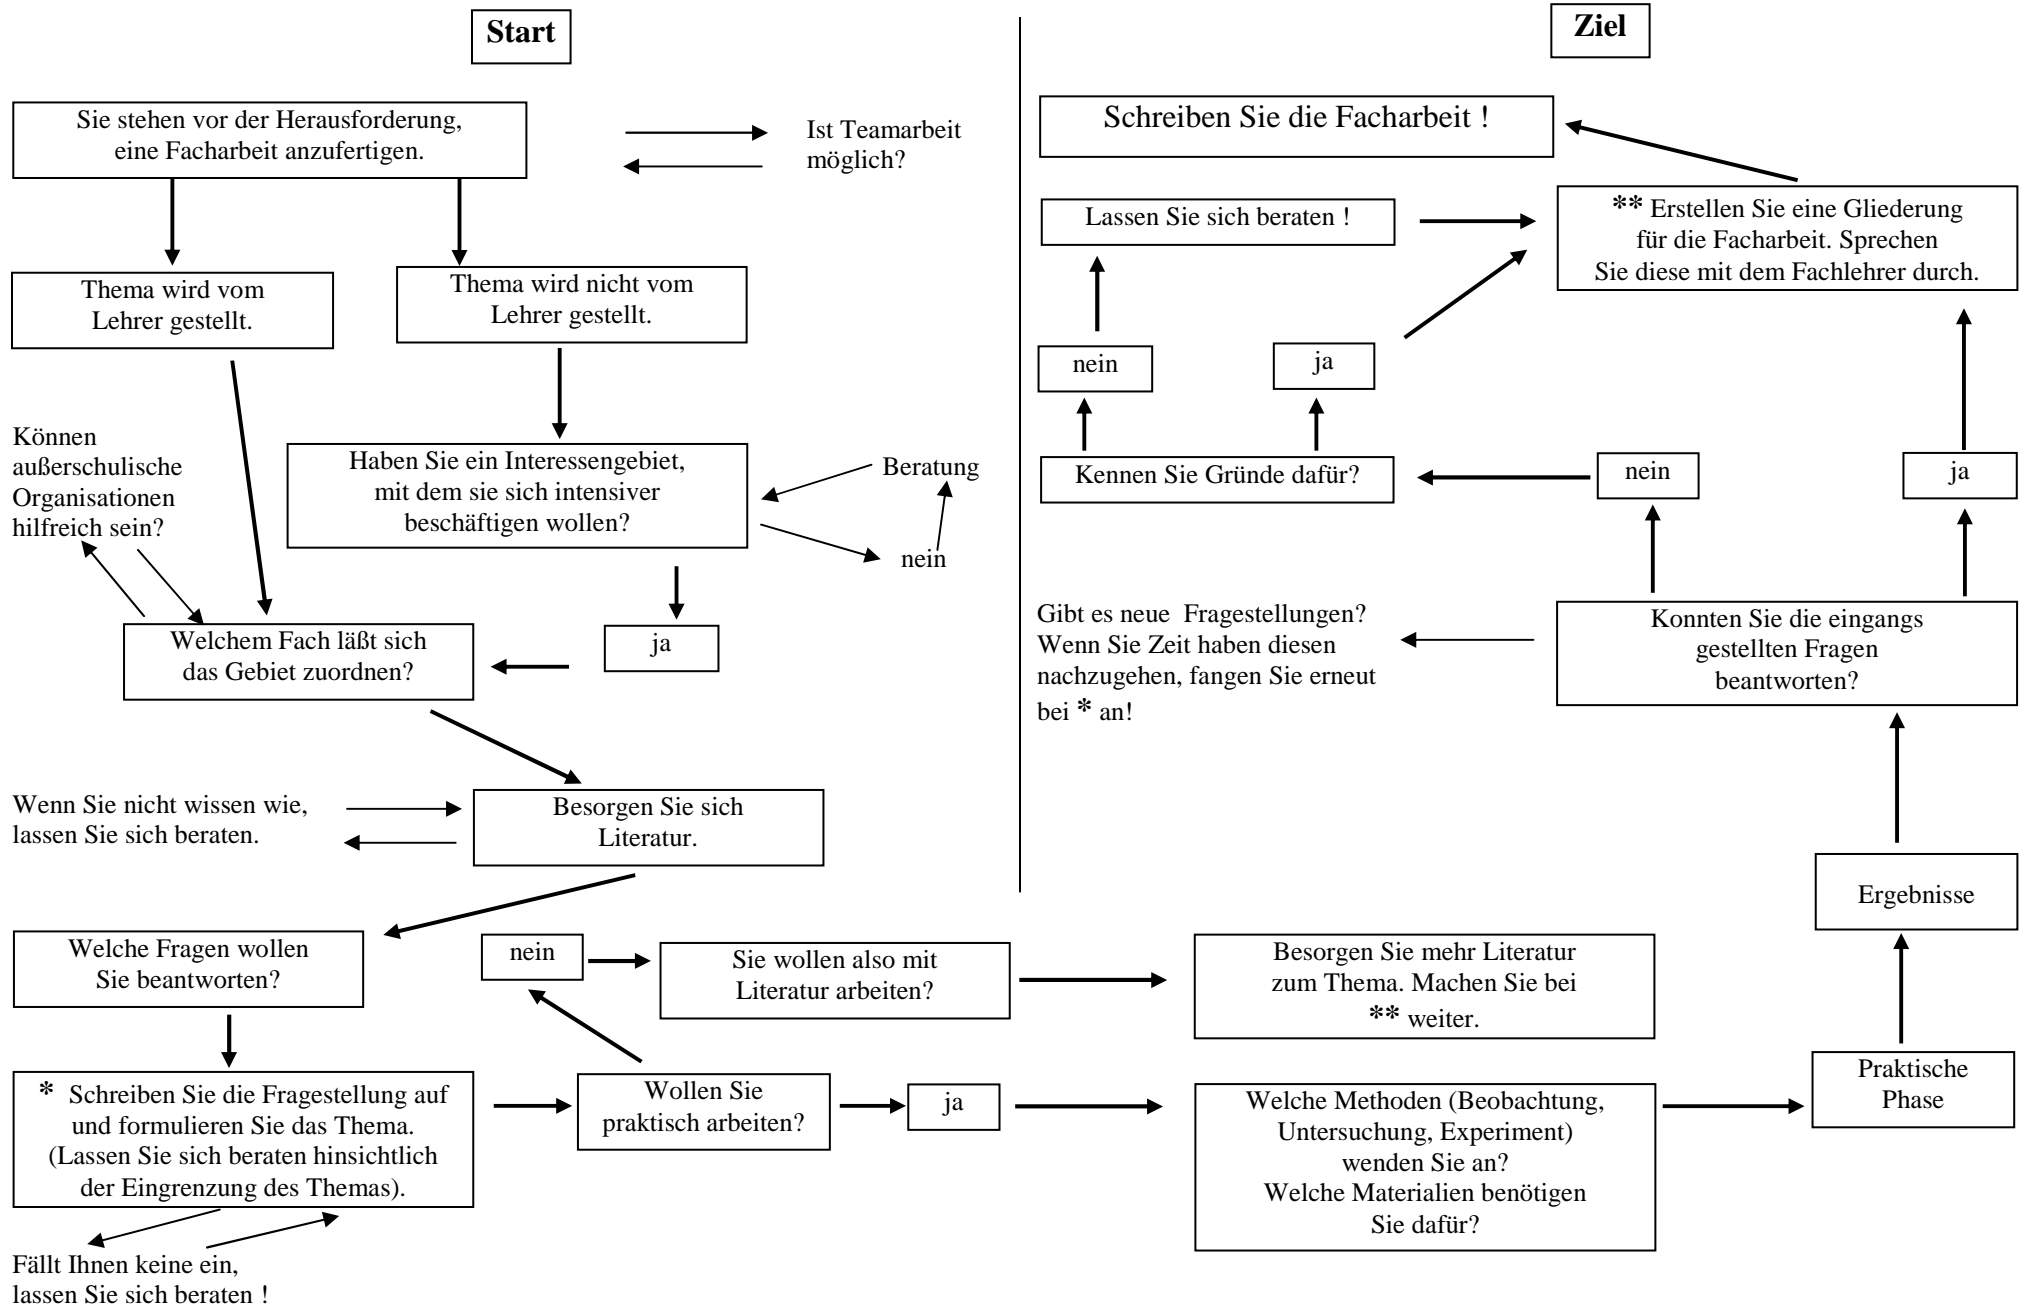 Start
Sie stehen vor der Herausforderung,
eine Facharbeit anzufertigen.
Ist Teamarbeit
möglich?
Thema wird vom
Lehrer gestellt.
Thema wird nicht vom
Lehrer gestellt.
Können
außerschulische
Organisationen
hilfreich sein?
Haben Sie ein Interessengebiet,
mit dem sie sich intensiver
beschäftigen wollen?
Beratung
nein
ja
Welchem Fach läßt sich
das Gebiet zuordnen?
Wenn Sie nicht wissen wie,
lassen Sie sich beraten.
Besorgen Sie sich
Literatur.
Welche Fragen wollen
Sie beantworten?
* Schreiben Sie die Fragestellung auf
und formulieren Sie das Thema.
(Lassen Sie sich beraten hinsichtlich
der Eingrenzung des Themas).
Fällt Ihnen keine ein,
lassen Sie sich beraten !
Wollen Sie
praktisch arbeiten?
nein
Sie wollen also mit
Literatur arbeiten?
Besorgen Sie mehr Literatur
zum Thema. Machen Sie bei
** weiter.
ja
Welche Methoden (Beobachtung,
Untersuchung, Experiment)
wenden Sie an?
Welche Materialien benötigen
Sie dafür?
Praktische
Phase
Ergebnisse
Konnten Sie die eingangs
gestellten Fragen
beantworten?
Gibt es neue  Fragestellungen?
Wenn Sie Zeit haben diesen
nachzugehen, fangen Sie erneut
bei * an!
nein
ja
Kennen Sie Gründe dafür?
nein
ja
Lassen Sie sich beraten !
** Erstellen Sie eine Gliederung
für die Facharbeit. Sprechen
Sie diese mit dem Fachlehrer durch.
Schreiben Sie die Facharbeit !
Ziel